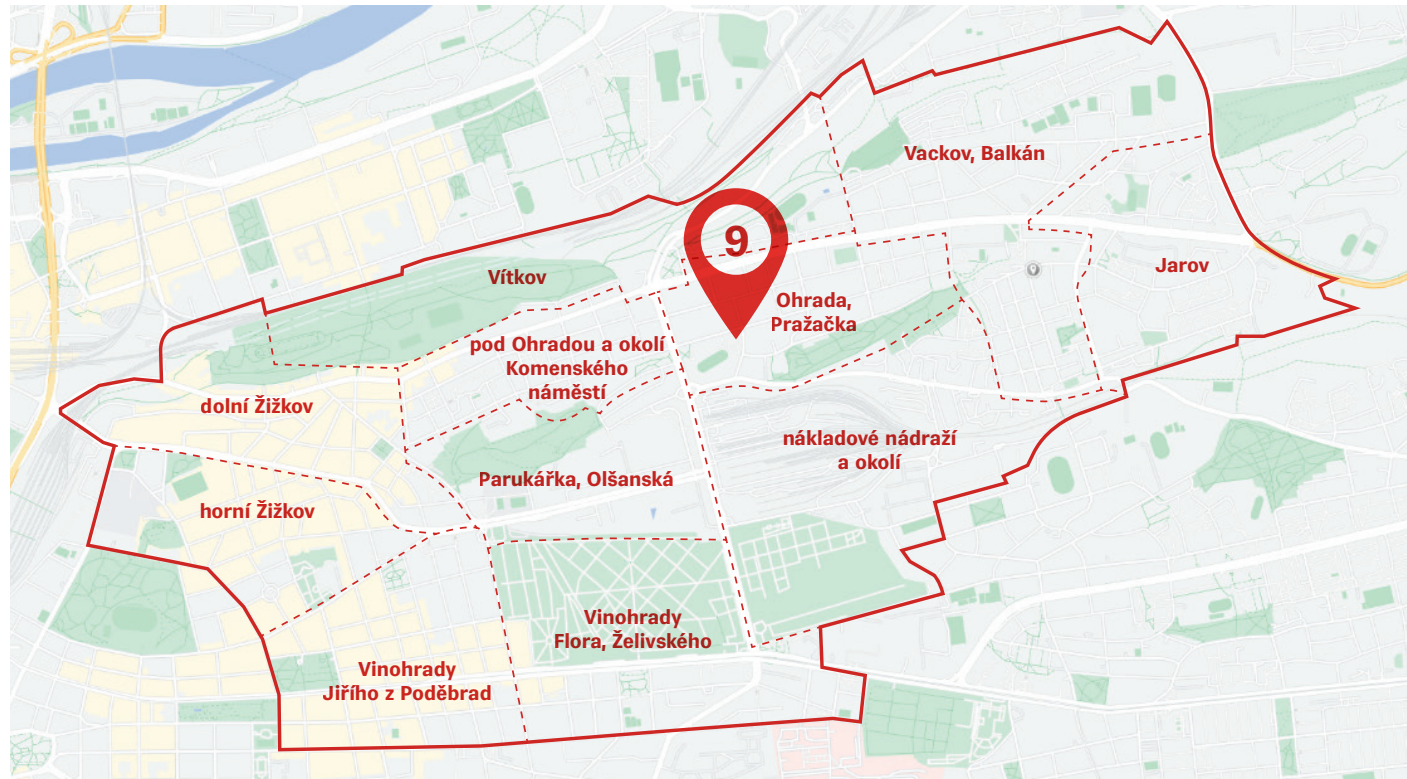 Vackov, Balkán
9
Jarov
Vítkov
Ohrada,
Pražačka
pod Ohradou a okolí
Komenského
náměstí
dolní Žižkov
nákladové nádraží
a okolí
Parukářka, Olšanská
horní Žižkov
Vinohrady
Flora, Želivského
Vinohrady
Jiřího z Poděbrad